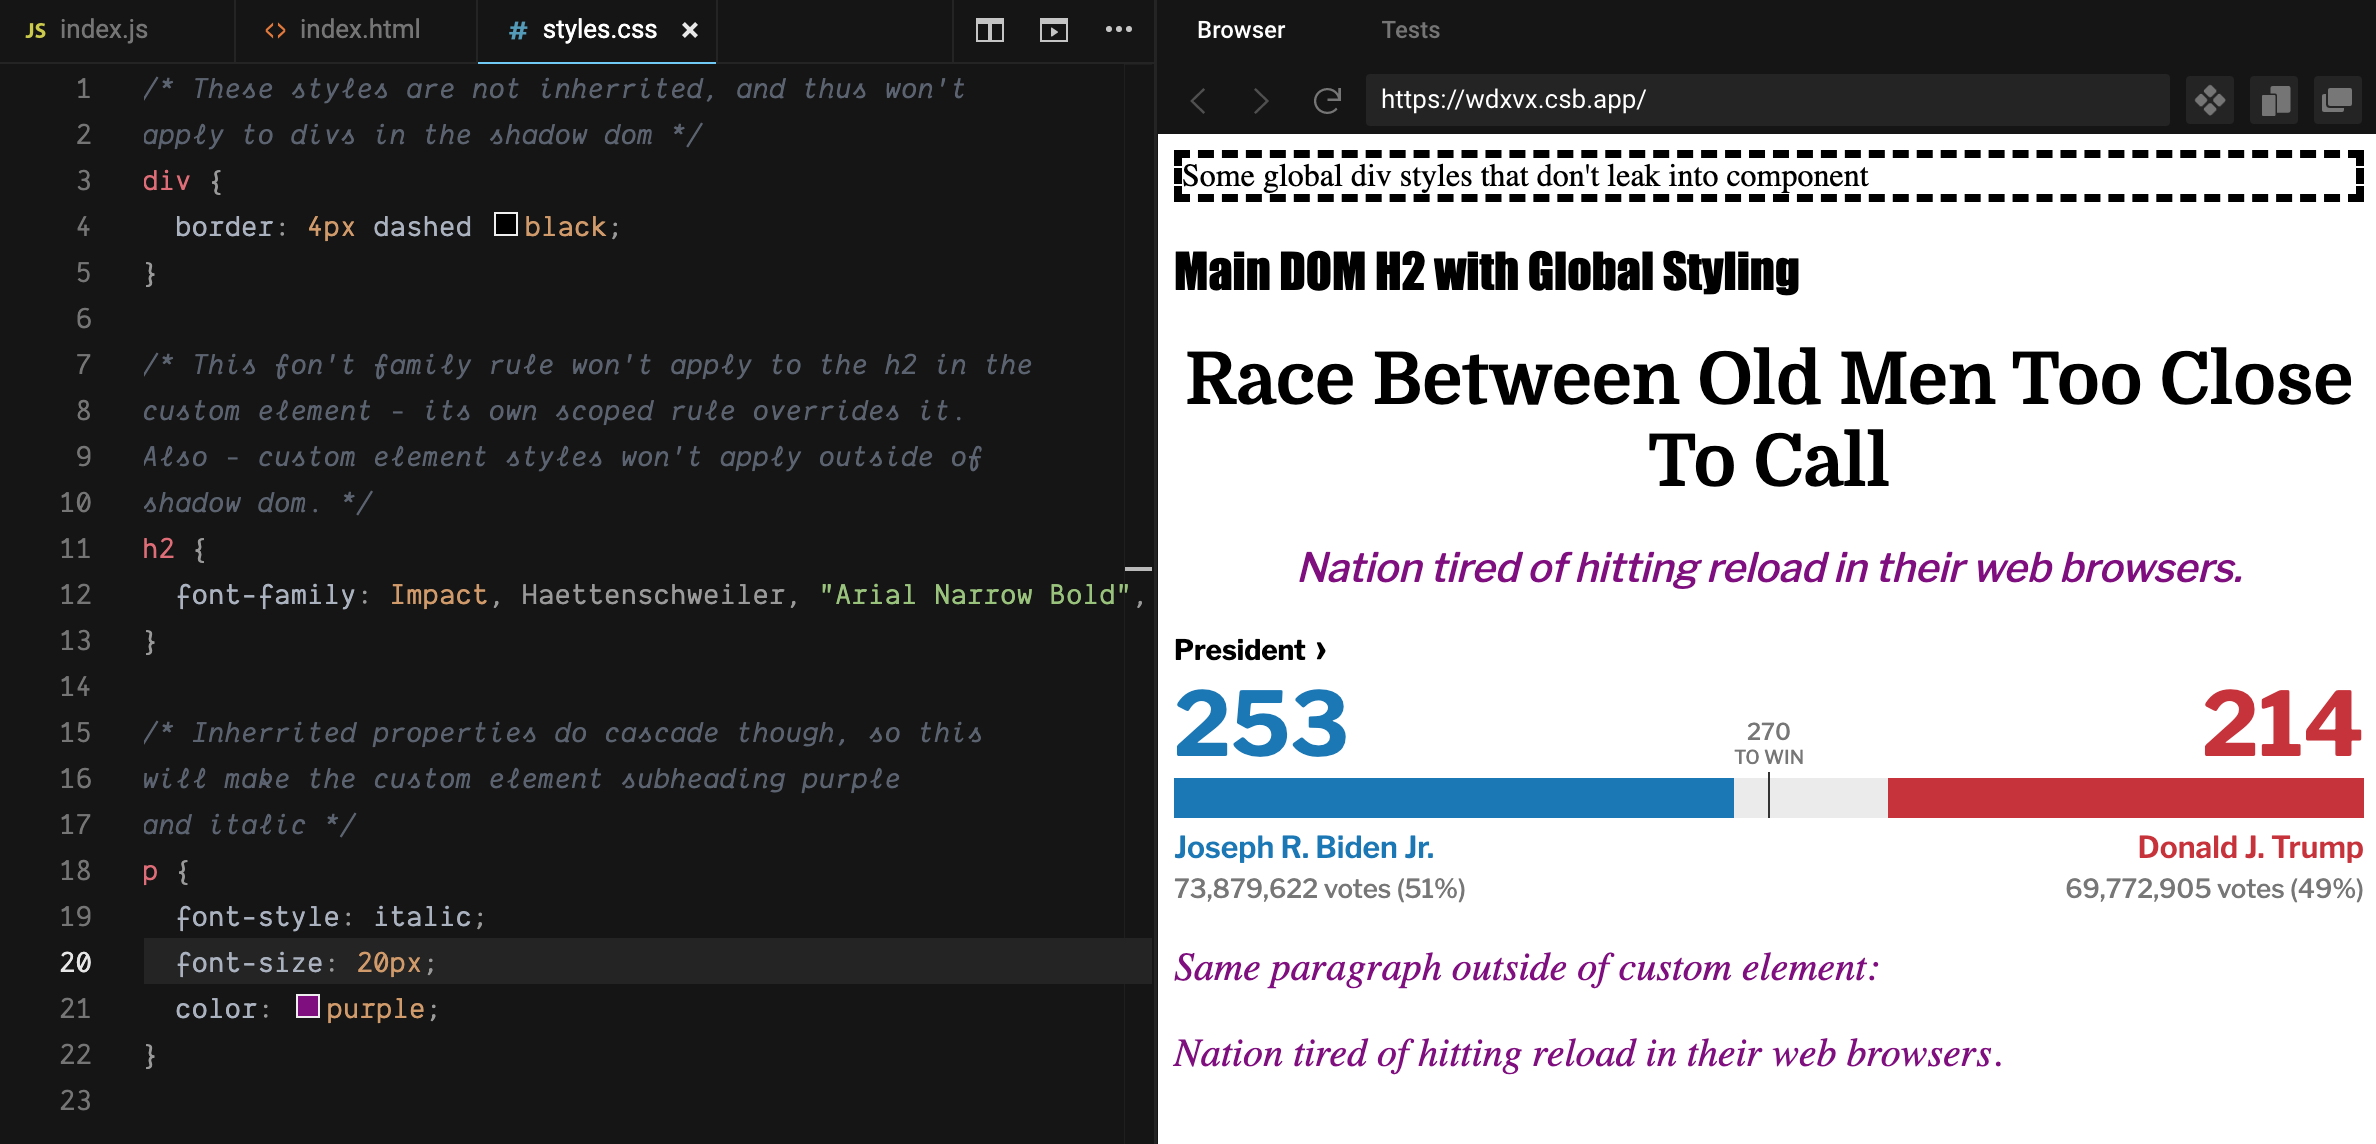 JS index.js
<> index.html
# styles.css ×
1 /* These styles are not inherrited, and thus won't
2 apply to divs in the shadow dom */
3 div {
4 border: 4px dashed black;
5 }
6
7 /* This fon't family rule won't apply to the h2 in the
8 custom element - its own scoped rule overrides it.
9 Also - custom element styles won't apply outside of
10 shadow dom. */
11 h2 {
12 font-family: Impact, Haettenschweiler, "Arial Narrow Bold",
13 }
14
15 /* Inherrited properties do cascade though, so this
16 will make the custom element subheading purple
17 and italic */
18 p {
19 font-style: italic;
20 font-size: 20px;
21 color: purple;
22 }
23
Browser
Tests
https://wdxvx.csb.app/
Some global div styles that don't leak into component
Main DOM H2 with Global Styling
Race Between Old Men Too Close
To Call
Nation tired of hitting reload in their web browsers.
President ›
253
214
270
TO WIN
Joseph R. Biden Jr.
Donald J. Trump
73,879,622 votes (51%)
69,772,905 votes (49%)
Same paragraph outside of custom element:
Nation tired of hitting reload in their web browsers.